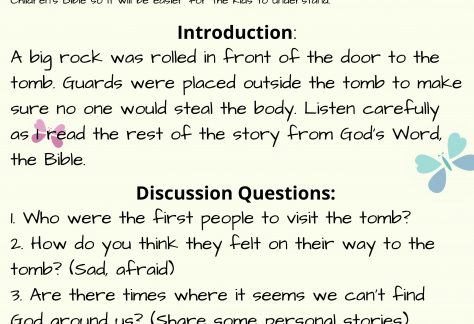 Children's Bible so it will be easier for the kids to understand.
Introduction:
A big rock was rolled in front of the door to the
tomb. Guards were placed outside the tomb to make
sure no one would steal the body. Listen carefully
as I read the rest of the story from God's Word,
the Bible.
Discussion Questions:
1. Who were the first people to visit the tomb?
2. How do you think they felt on their way to the
tomb? (Sad, afraid)
3. Are there times where it seems we can't find
God around us? (Share some personal stories)